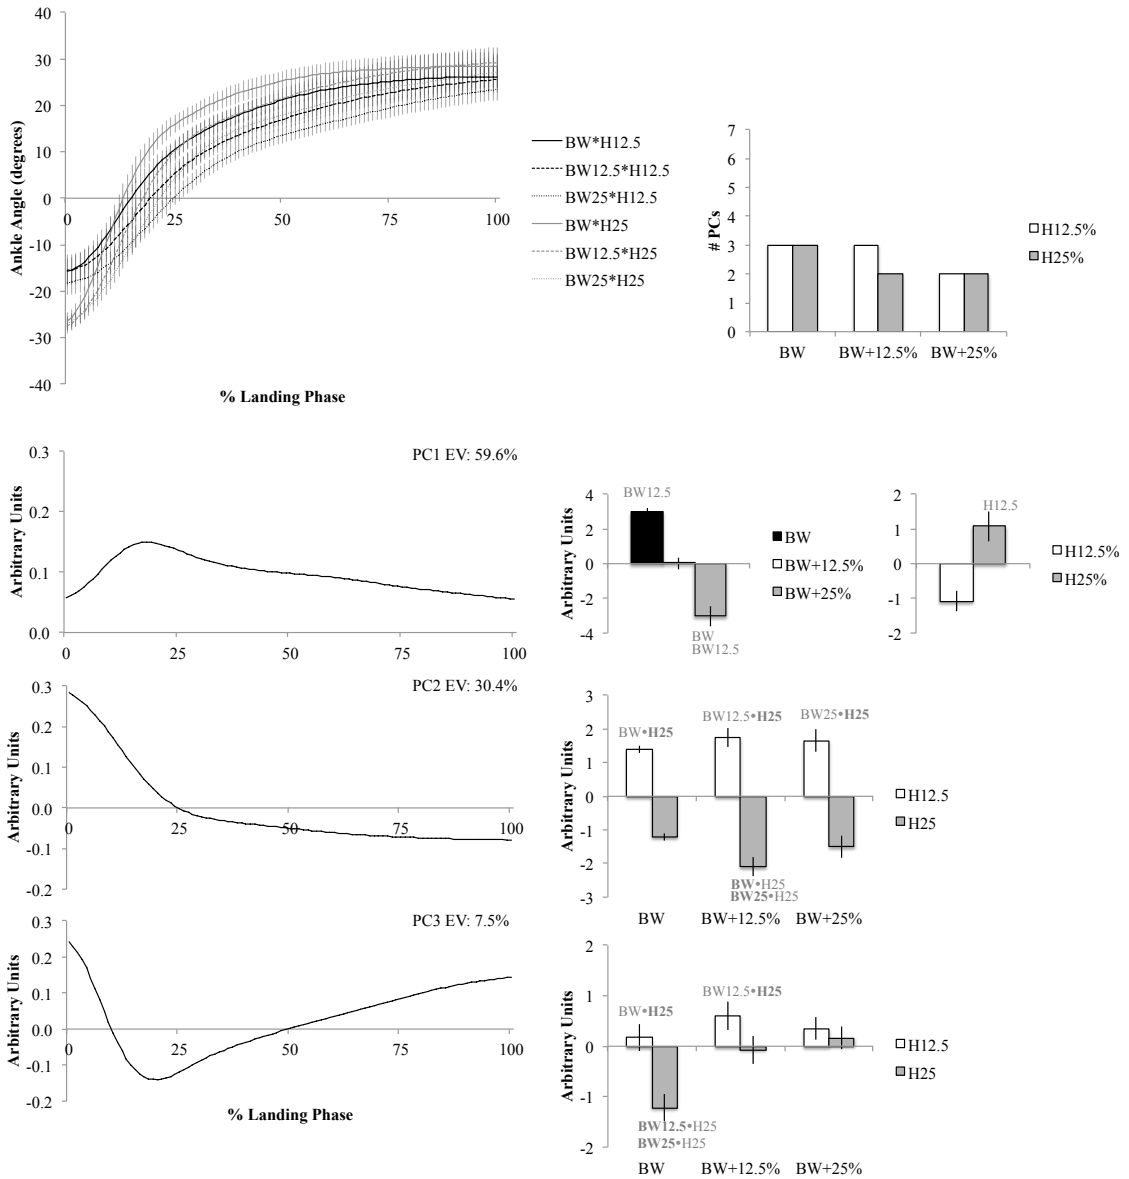 40
30
20
10
0
-10
-20
-30
-40
0
25
50
75
100
Ankle Angle (degrees)
% Landing Phase
BW*H12.5
BW12.5*H12.5
BW25*H12.5
BW*H25
BW12.5*H25
BW25*H25
7
6
5
4
3
2
1
0
# PCs
BW
BW+12.5%
BW+25%
H12.5%
H25%
PC1 EV: 59.6%
0.3
0.2
0.1
0.0
Arbitrary Units
0
25
50
75
100
4
2
0
-2
-4
Arbitrary Units
BW12.5
BW
BW12.5
BW
BW+12.5%
BW+25%
2
1
0
-1
-2
H12.5
H12.5%
H25%
PC2 EV: 30.4%
0.3
0.2
0.1
0.0
-0.1
-0.2
Arbitrary Units
0
25
50
75
100
3
2
1
0
-1
-2
-3
Arbitrary Units
BW•H25
BW12.5•H25
BW25•H25
BW•H25
BW25•H25
BW
BW+12.5%
BW+25%
H12.5
H25
PC3 EV: 7.5%
0.3
0.2
0.1
0.0
-0.1
-0.2
Arbitrary Units
0
25
50
75
100
% Landing Phase
2
1
0
-1
-2
Arbitrary Units
BW•H25
BW12.5•H25
BW12.5•H25
BW25•H25
BW
BW+12.5%
BW+25%
H12.5
H25